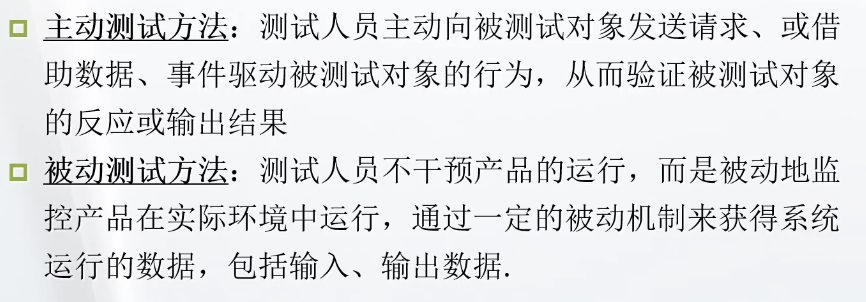 主动测试方法：测试人员主动向被测试对象发送请求、或借
助数据、事件驱动被测试对象的行为，从而验证被测试对象
的反应或输出结果
被动测试方法：测试人员不干预产品的运行，而是被动地监
控产品在实际环境中运行，通过一定的被动机制来获得系统
运行的数据，包括输入、输出数据.